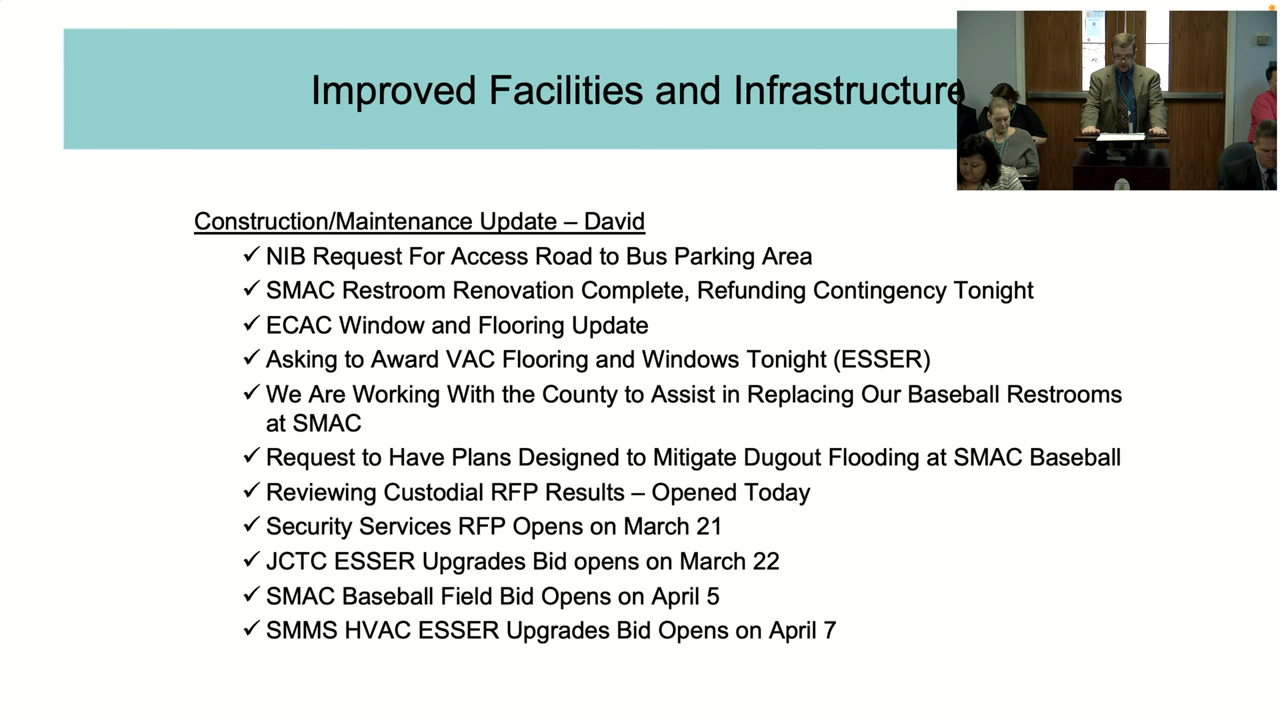 Improved Facilities and Infrastructure
Construction/Maintenance Update – David
✓ NIB Request For Access Road to Bus Parking Area
✓ SMAC Restroom Renovation Complete, Refunding Contingency Tonight
✓ ECAC Window and Flooring Update
✓ Asking to Award VAC Flooring and Windows Tonight (ESSER)
✓ We Are Working With the County to Assist in Replacing Our Baseball Restrooms
at SMAC
✓ Request to Have Plans Designed to Mitigate Dugout Flooding at SMAC Baseball
✓ Reviewing Custodial RFP Results – Opened Today
✓ Security Services RFP Opens on March 21
✓ JCTC ESSER Upgrades Bid opens on March 22
✓ SMAC Baseball Field Bid Opens on April 5
✓ SMMS HVAC ESSER Upgrades Bid Opens on April 7